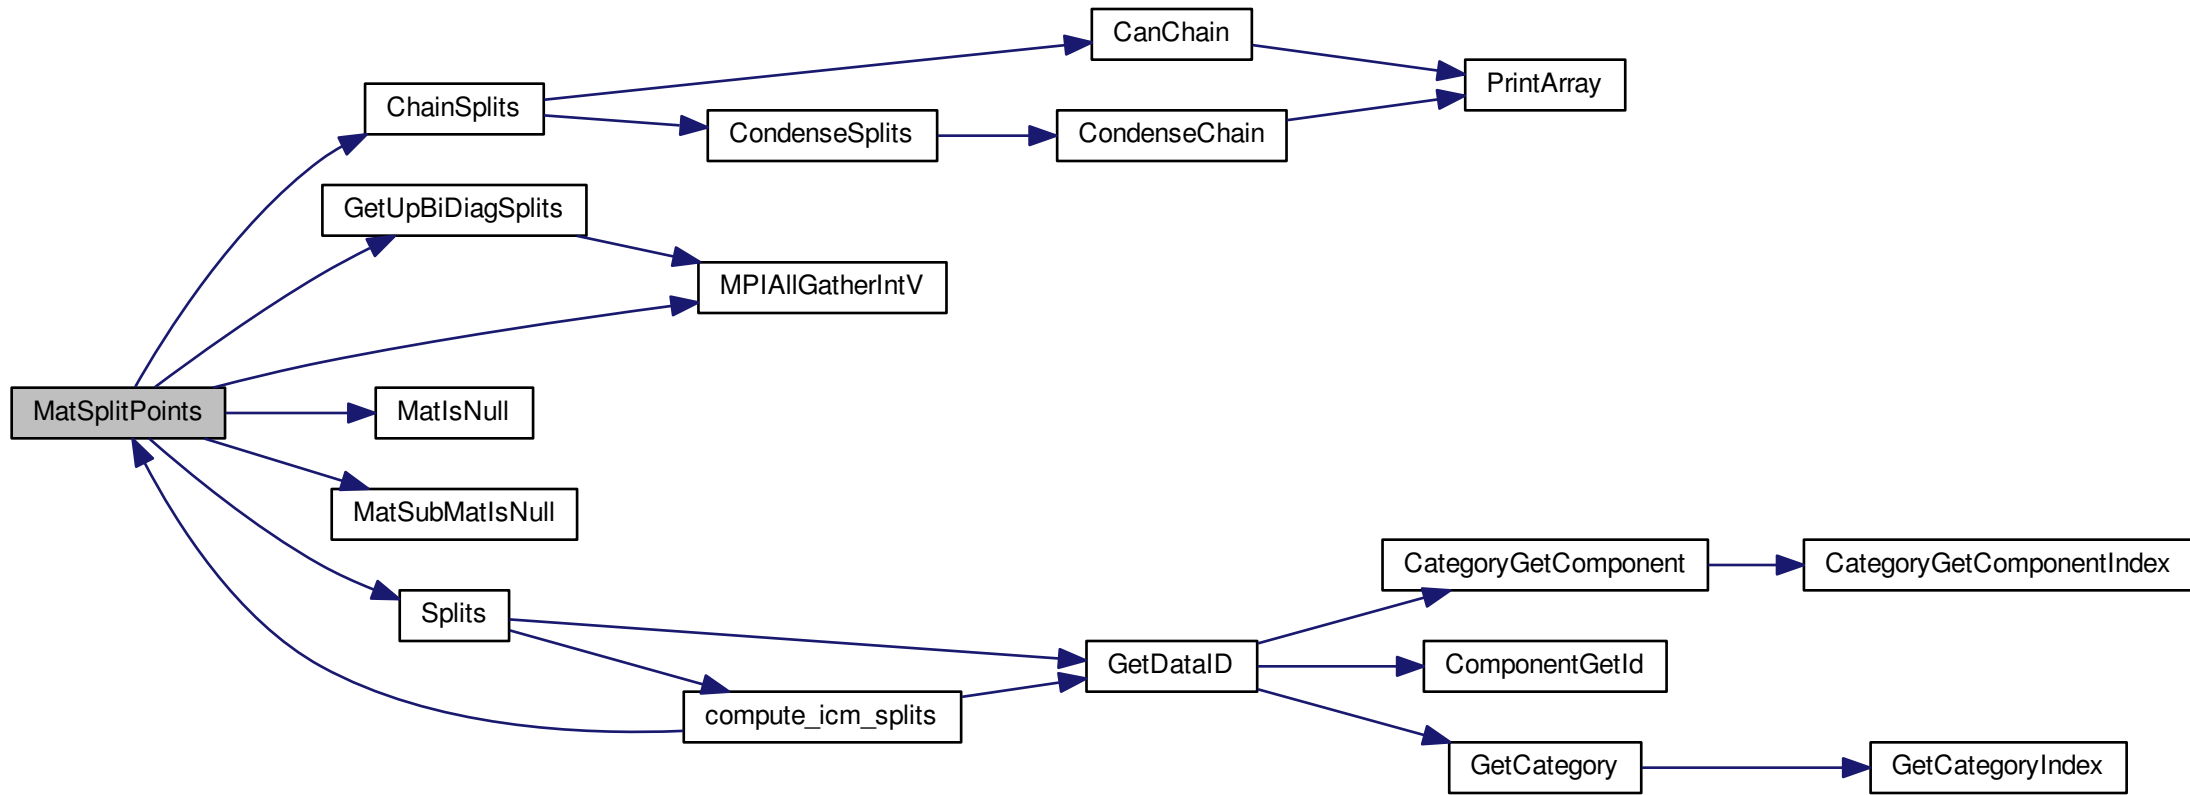 CanChain
PrintArray
ChainSplits
CondenseSplits
CondenseChain
GetUpBiDiagSplits
MPIAllGatherIntV
MatSplitPoints
MatIsNull
MatSubMatIsNull
CategoryGetComponent
CategoryGetComponentIndex
Splits
GetDataID
ComponentGetId
compute_icm_splits
GetCategory
GetCategoryIndex